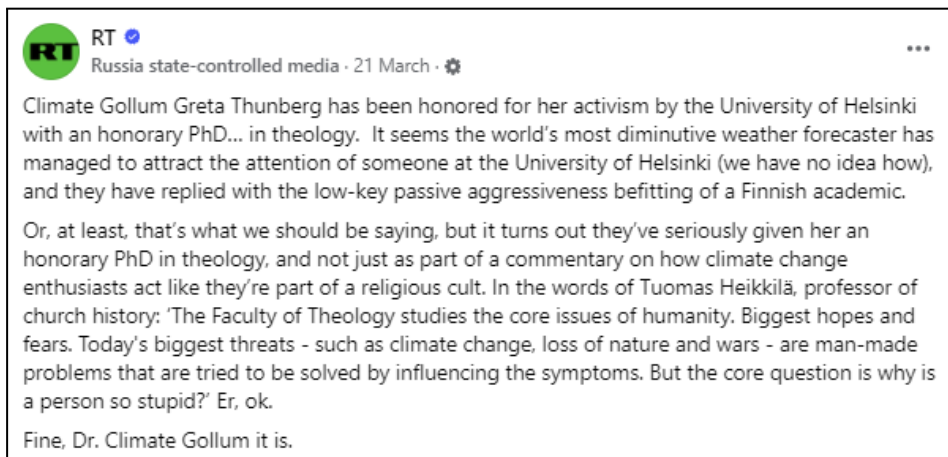 RT
RT
Russia state-controlled media · 21 March ·
Climate Gollum Greta Thunberg has been honored for her activism by the University of Helsinki
with an honorary PhD... in theology.  It seems the world's most diminutive weather forecaster has
managed to attract the attention of someone at the University of Helsinki (we have no idea how),
and they have replied with the low-key passive aggressiveness befitting of a Finnish academic.
Or, at least, that's what we should be saying, but it turns out they've seriously given her an
honorary PhD in theology, and not just as part of a commentary on how climate change
enthusiasts act like they're part of a religious cult. In the words of Tuomas Heikkilä, professor of
church history: 'The Faculty of Theology studies the core issues of humanity. Biggest hopes and
fears. Today's biggest threats - such as climate change, loss of nature and wars - are man-made
problems that are tried to be solved by influencing the symptoms. But the core question is why is
a person so stupid?' Er, ok.
Fine, Dr. Climate Gollum it is.